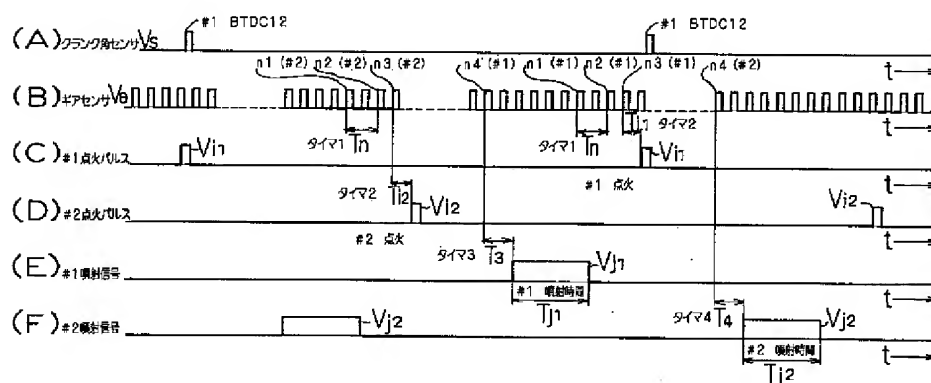 #1 BTDC12
#1 BTDC12
(A)クランク角センサVs
t
n1 (#2) n2 (#2) n3 (#2) n4 (#1) n1 (#1) n2 (#1) n3 (#1) n4 (#2)
(B)ギアセンサVθ
タイマ1 Tn タイマ1 Tn Ti1 タイマ2
t
(C)#1点火パルス Vi1 Vi1
タイマ2 Ti2 #1 点火
t
(D)#2点火パルス Vi2 Vi2
#2 点火
タイマ3 T3
t
(E)#1噴射信号 Vj1
#1 噴射時間
Tj1
t
タイマ4 T4
(F)#2噴射信号 Vj2 Vj2
#2 噴射時間
Tj2
t